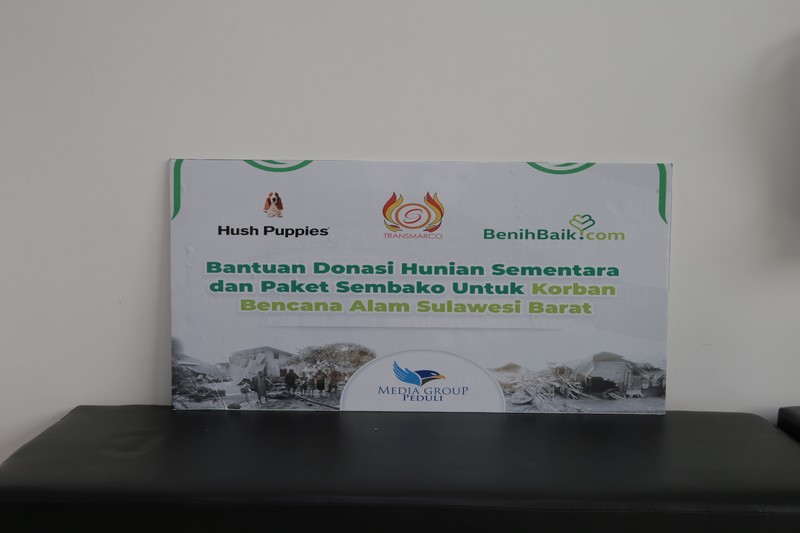 Hush Puppies
TRANSMARCO
BenihBaik.com
Bantuan Donasi Hunian Sementara
dan Paket Sembako Untuk Korban
Bencana Alam Sulawesi Barat
MEDIA GROUP
PEDULI